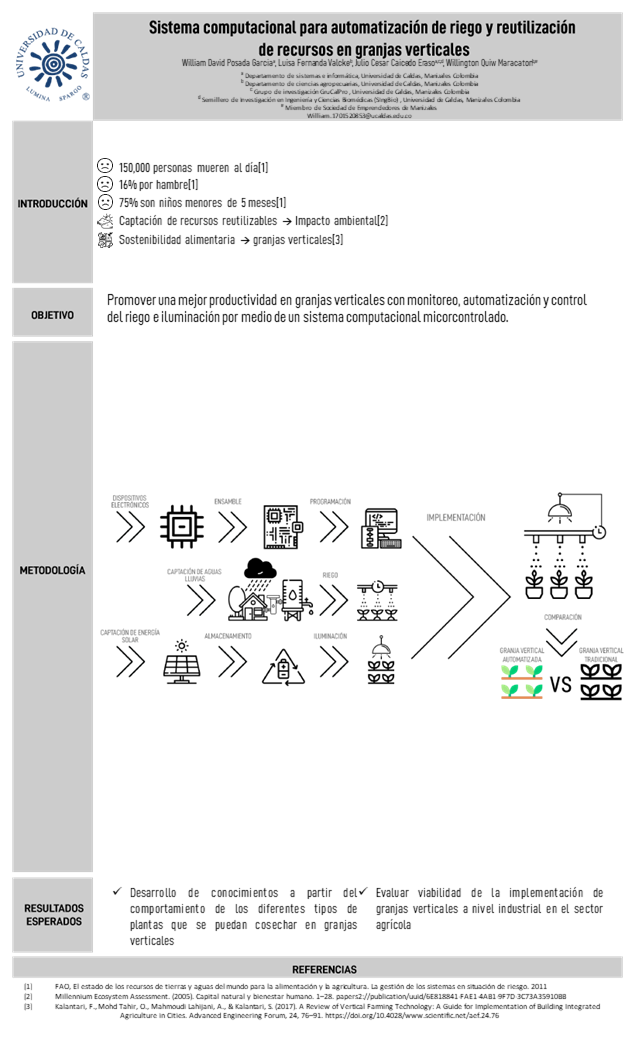 UNIVERSIDAD DE CALDAS
LUMINA SPARGO
®
Sistema computacional para automatización de riego y reutilización
de recursos en granjas verticales
William David Posada Garciaª, Luisa Fernanda Valcke, Julio Cesar Caicedo Eraso, Willington Quiw Maracaton
ª Departamento de sistemas e informática, Universidad de Caldas, Manizales Colombia
b Departamento de ciencias agropecuarias, Universidad de Caldas, Manizales Colombia
c Grupo de investigación GruCalPro , Universidad de Caldas, Manizales Colombia
Semillero de Investigación en Ingeniería y Ciencias Biomédicas (SIngBio) , Universidad de Caldas, Manizales Colombia
Miembro de Sociedad de Emprendedores de Manizales
INTRODUCCIÓN
150,000 personas mueren al día[1]
16% por hambre[1]
75% son niños menores de 5 meses[1]
Captación de recursos reutilizables → Impacto ambiental[2]
Sostenibilidad alimentaria → granjas verticales[3]
OBJETIVO
Promover una mejor productividad en granjas verticales con monitoreo, automatización y control
del riego e iluminación por medio de un sistema computacional micorcontrolado.
METODOLOGÍA
DISPOSITIVOS
ELECTRÓNICOS
ENSAMBLE
PROGRAMACIÓN
IMPLEMENTACIÓN
CAPTACIÓN DE AGUAS
LLUVIAS
RIEGO
CAPTACIÓN DE ENERGÍA
SOLAR
ALMACENAMIENTO
ILUMINACIÓN
COMPARACIÓN
GRANJA VERTICAL
AUTOMATIZADA
VS
GRANJA VERTICAL
TRADICIONAL
RESULTADOS
ESPERADOS
✓ Desarrollo de conocimientos a partir del
comportamiento de los diferentes tipos de
plantas que se puedan cosechar en granjas
verticales
✓ Evaluar viabilidad de la implementación de
granjas verticales a nivel industrial en el sector
agrícola
REFERENCIAS
[1] FAO, El estado de los recursos de tierras y aguas del mundo para la alimentación y la agricultura. La gestión de los sistemas en situación de riesgo. 2011
[2] Millennium Ecosystem Assessment. (2005). Capital natural y bienestar humano. 1–28. papers2://publication/uuid/6E818841-FAE1-4AB1-9F7D-3C73A35910BB
[3] Kalantari, F., Mohd Tahir, O., Mahmoudi Lahijani, A., & Kalantari, S. (2017). A Review of Vertical Farming Technology: A Guide for Implementation of Building Integrated
Agriculture in Cities. Advanced Engineering Forum, 24, 76–91. https://doi.org/10.4028/www.scientific.net/aef.24.76